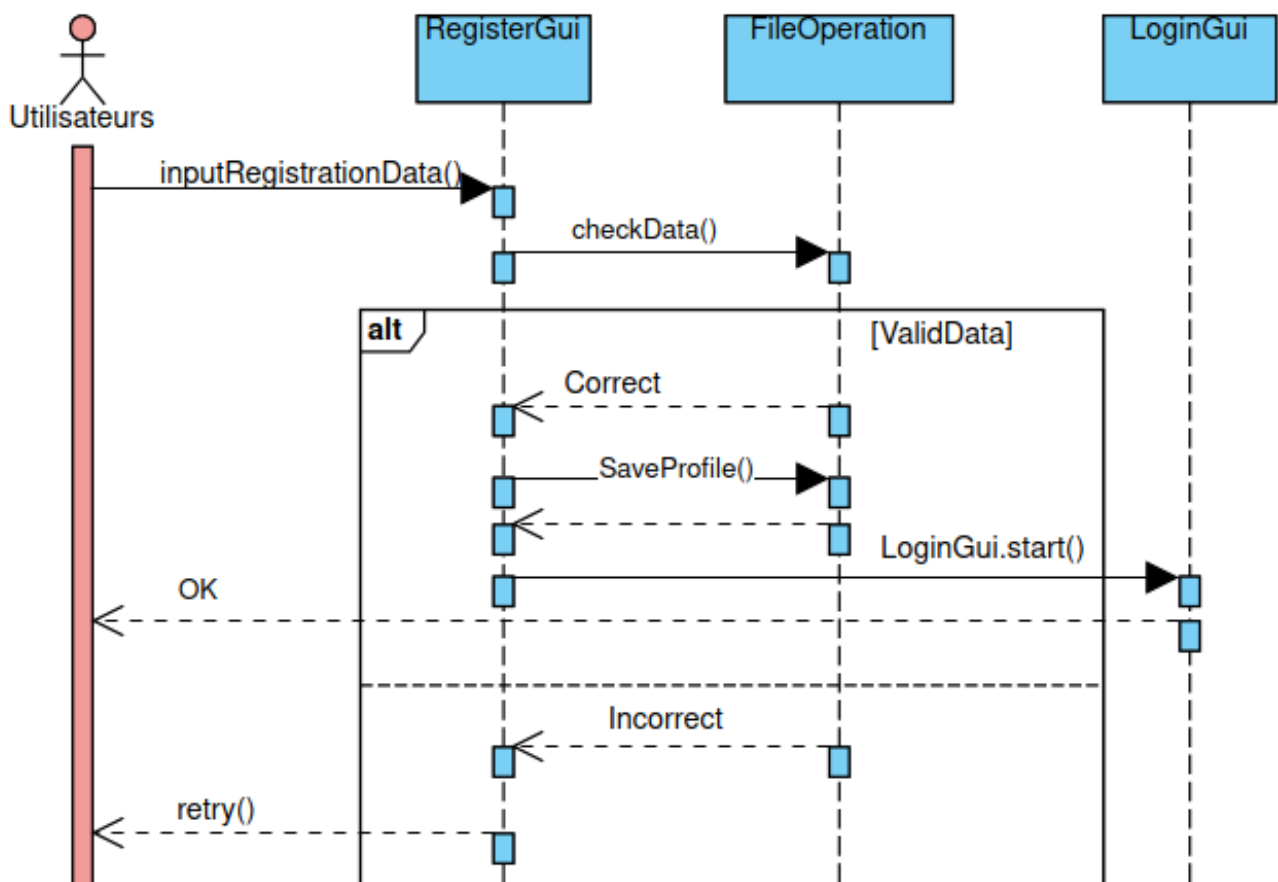 RegisterGui
FileOperation
LoginGui
Utilisateurs
inputRegistrationData()
checkData()
alt
[ValidData]
Correct
SaveProfile()
LoginGui.start()
OK
Incorrect
retry()